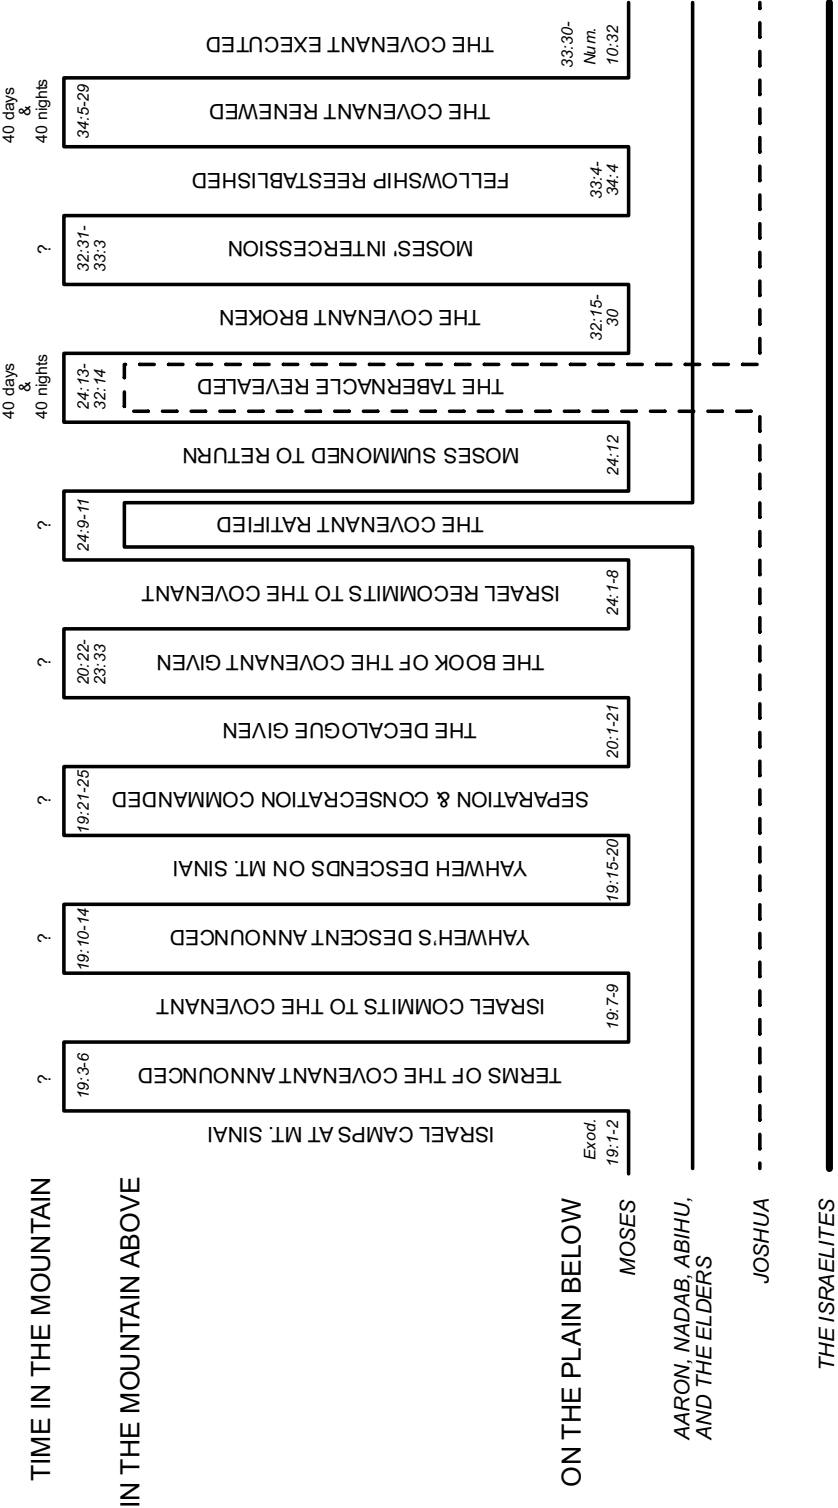 TIME IN THE MOUNTAIN
?
?
?
?
?
40 days
&
40 nights
?
40 days
&
40 nights
IN THE MOUNTAIN ABOVE
19:3-6
19:10-14
19:21-25
20:22-
23:33
24:9-11
24:13-
32:14
32:31-
33:3
34:5-29
ISRAEL CAMPS AT MT. SINAI
TERMS OF THE COVENANT ANNOUNCED
ISRAEL COMMITS TO THE COVENANT
YAHWEH'S DESCENT ANNOUNCED
YAHWEH DESCENDS ON MT. SINAI
SEPARATION & CONSECRATION COMMANDED
THE DECALOGUE GIVEN
THE BOOK OF THE COVENANT GIVEN
ISRAEL RECOMMITS TO THE COVENANT
THE COVENANT RATIFIED
MOSES SUMMONED TO RETURN
THE TABERNACLE REVEALED
THE COVENANT BROKEN
MOSES' INTERCESSION
FELLOWSHIP REESTABLISHED
THE COVENANT RENEWED
THE COVENANT EXECUTED
ON THE PLAIN BELOW
Exod.
19:1-2
19:7-9
19:15-20
20:1-21
24:1-8
24:12
32:15-
30
33:4-
34:4
33:30-
Num.
10:32
MOSES
AARON, NADAB, ABIHU,
AND THE ELDERS
JOSHUA
THE ISRAELITES